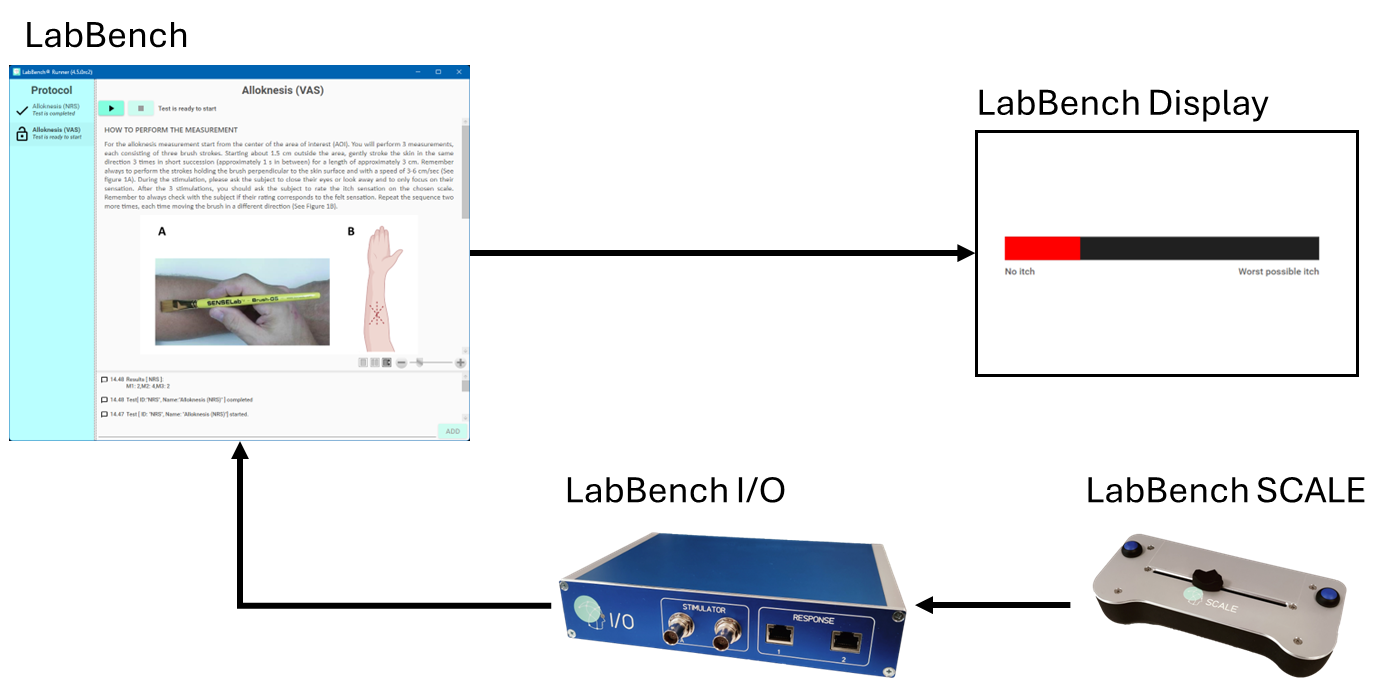 LabBench
LabBench® Runner (4.5.0rc2)
Protocol
Alloknesis (NRS)
Test is completed
Alloknesis (VAS)
Test is ready to start
Alloknesis (VAS)
Test is ready to start
HOW TO PERFORM THE MEASUREMENT
For the alloknesis measurement start from the center of the area of interest (AOI). You will perform 3 measurements,
each consisting of three brush strokes. Starting about 1.5 cm outside the area, gently stroke the skin in the same
direction 3 times in short succession (approximately 1 s in between) for a length of approximately 3 cm. Remember
always to perform the strokes holding the brush perpendicular to the skin surface and with a speed of 3-6 cm/sec (See
figure 1A). During the stimulation, please ask the subject to close their eyes or look away and to only focus on their
sensation. After the 3 stimulations, you should ask the subject to rate the itch sensation on the chosen scale.
Remember to always check with the subject if their rating corresponds to the felt sensation. Repeat the sequence two
more times, each time moving the brush in a different direction (See Figure 1B).
A
B
SENSELab Brush-05
14.48 Results [ NRS ]:
M1: 2,M2: 4,M3: 2
14.48 Test[ ID:"NRS", Name:"Alloknesis (NRS)" ] completed
14.47 Test [ ID: "NRS", Name: "Alloknesis (NRS)"] started.
ADD
LabBench Display
No itch
Worst possible itch
LabBench I/O
I/O
STIMULATOR
RESPONSE
1
2
LabBench SCALE
SCALE